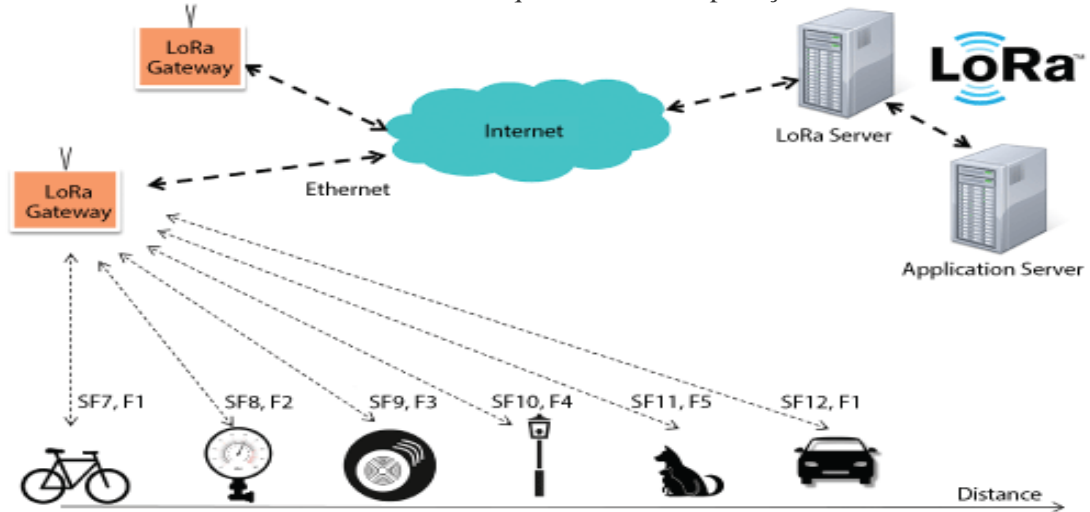 LoRa
Gateway
LoRa™
Internet
LoRa Server
LoRa
Gateway
Ethernet
Application Server
SF7, F1
SF8, F2
SF9, F3
SF10, F4
SF11, F5
SF12, F1
Distance